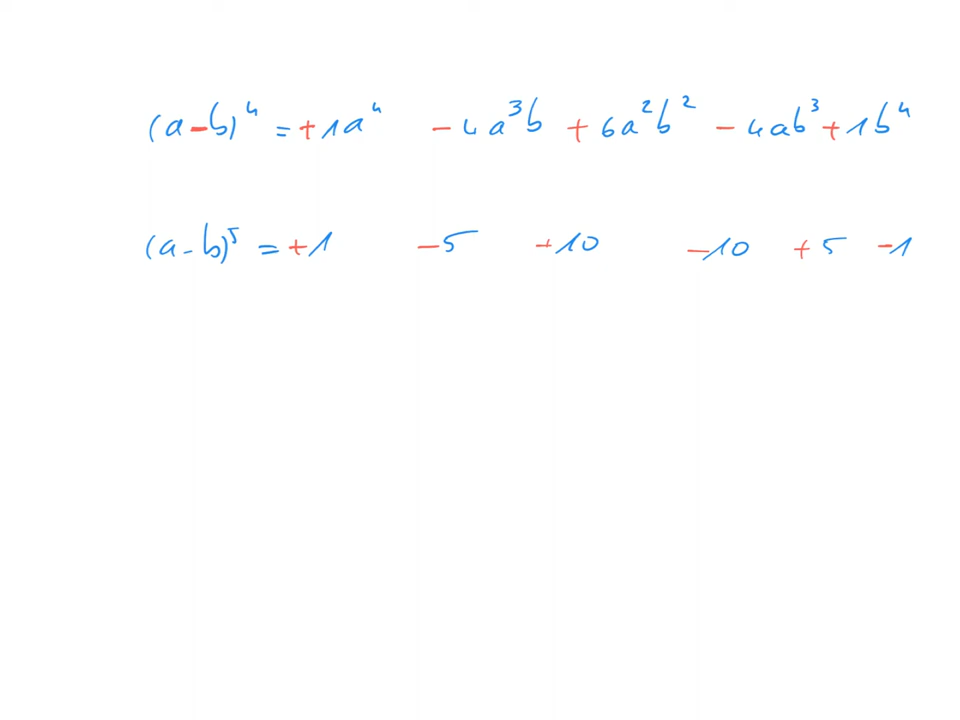 (a-b)⁴ = +1a⁴ -4a³b +6a²b² -4ab³ +1b⁴
(a-b)⁵ = +1 -5 +10 -10 +5 -1